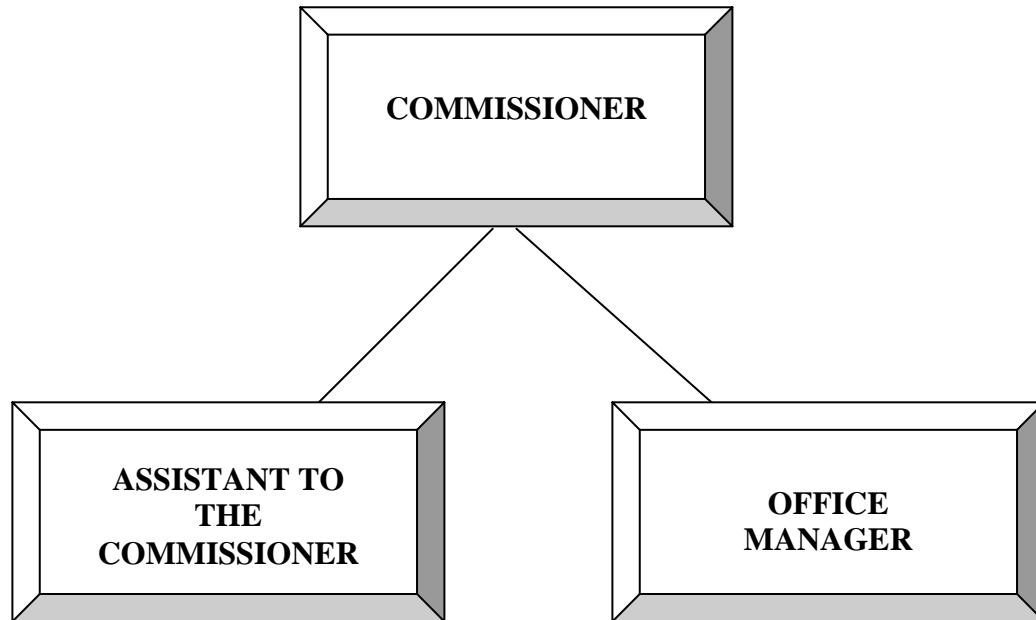 COMMISSIONER
ASSISTANT TO
THE
COMMISSIONER
OFFICE
MANAGER